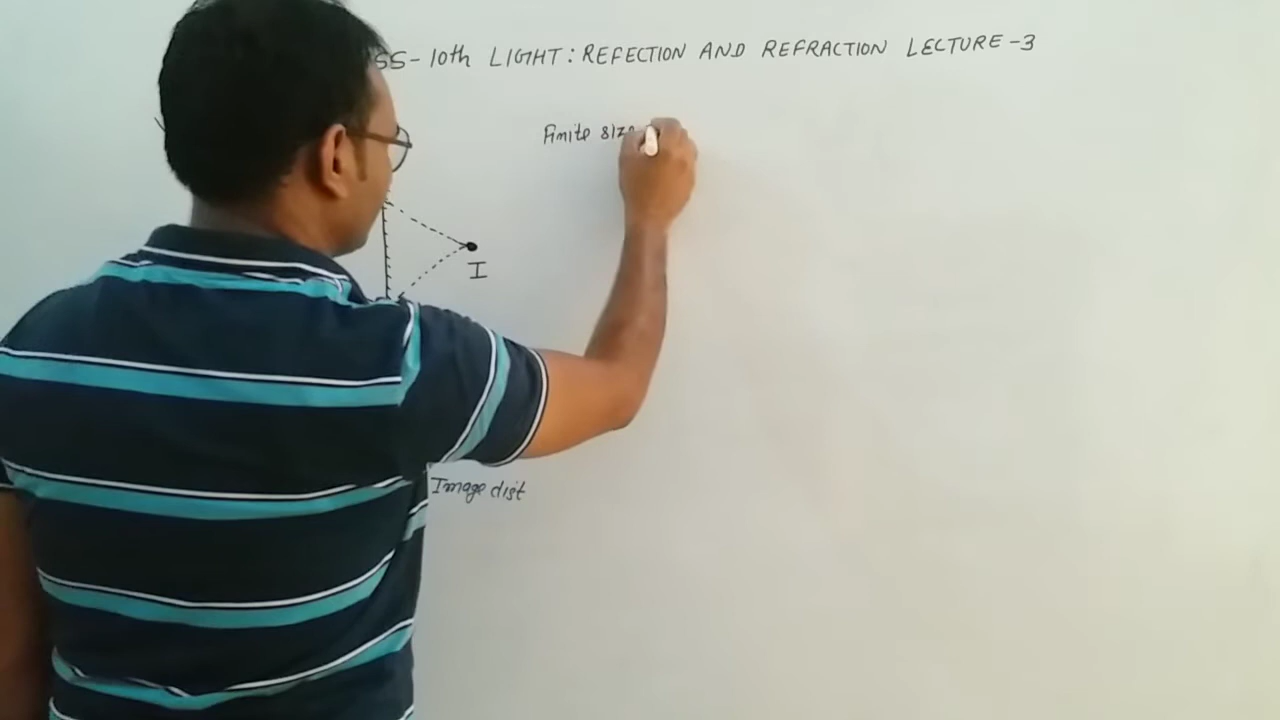 SS- 10th LIGHT : REFECTION AND REFRACTION LECTURE -3
Finite size
I
Image dist